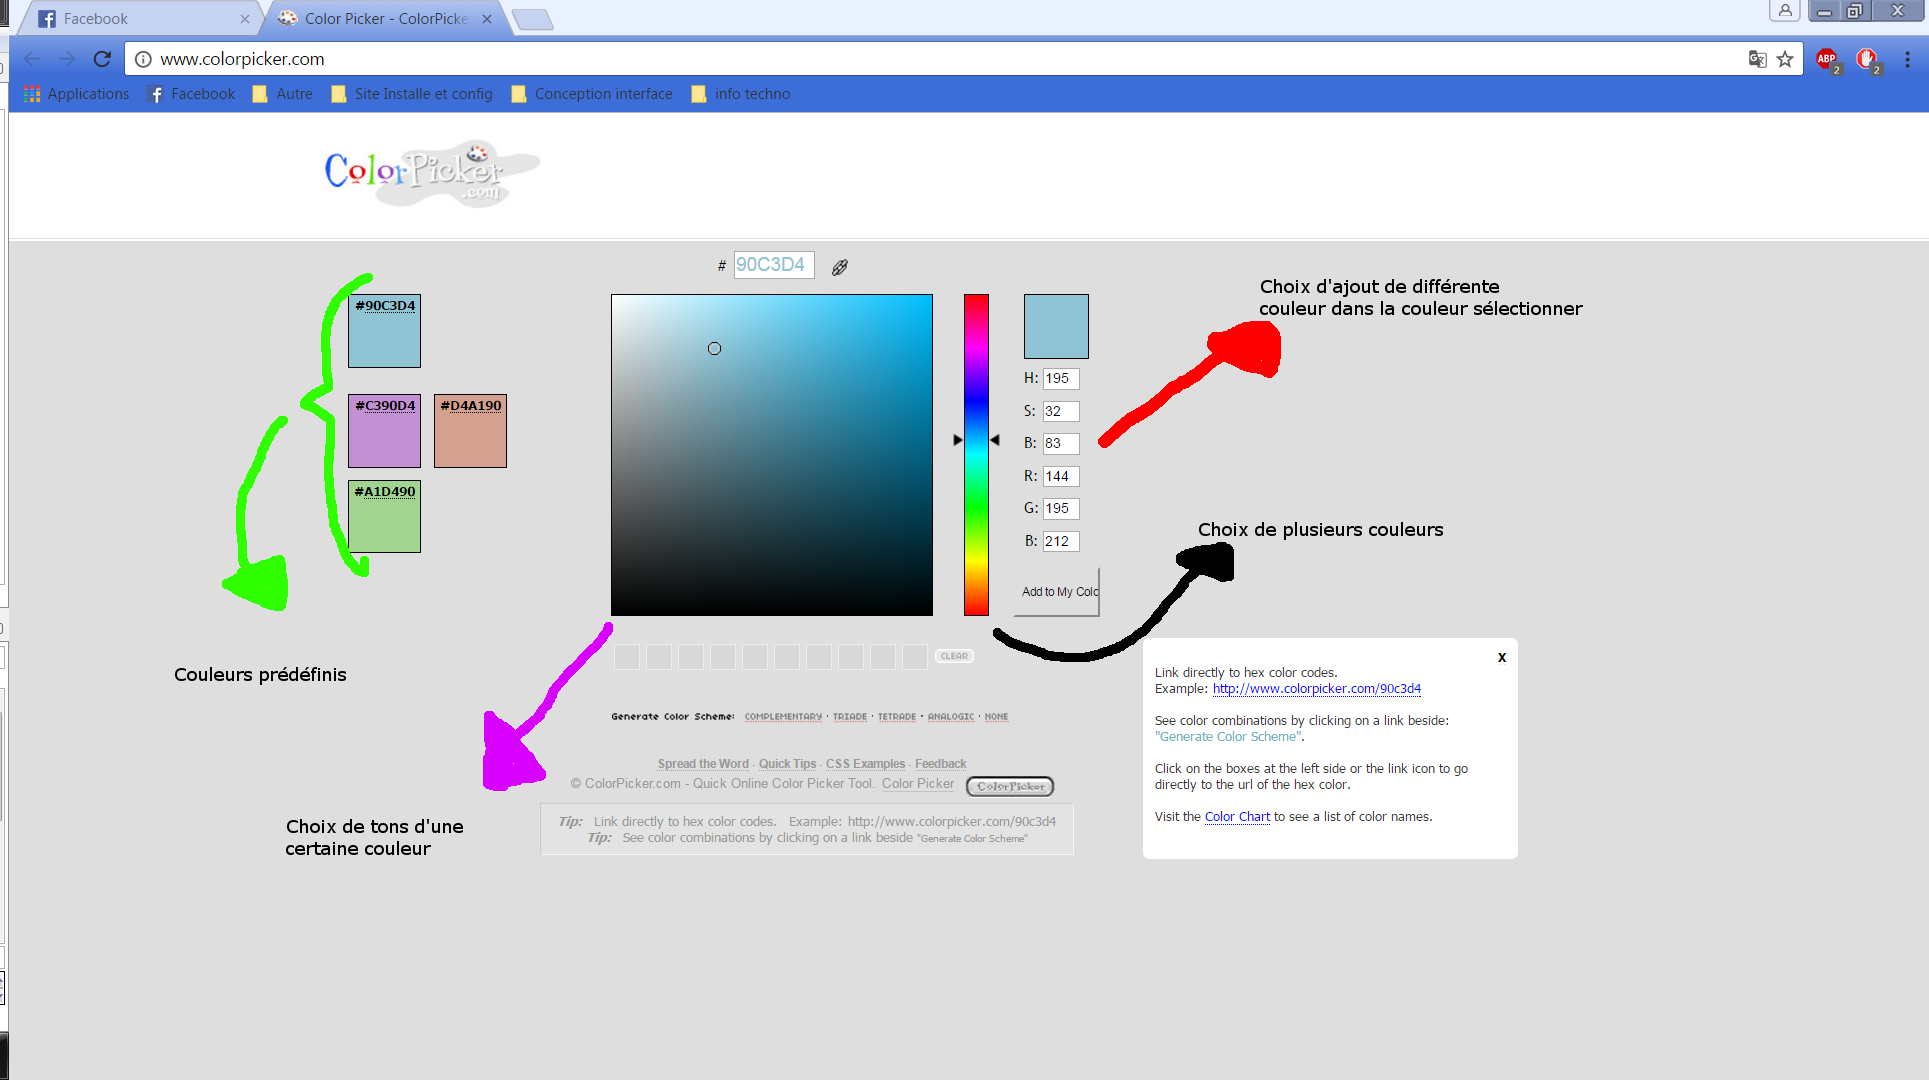 Facebook
Color Picker - ColorPicke
www.colorpicker.com
ABP
2
2
Applications
Facebook
Autre
Site Installe et config
Conception interface
info techno
ColorPicker
.com
# 90C3D4
#90C3D4
#C390D4
#D4A190
#A1D490
H: 195
S: 32
B: 83
R: 144
G: 195
B: 212
Add to My Colo
Choix d'ajout de différente
couleur dans la couleur sélectionner
Choix de plusieurs couleurs
Couleurs prédéfinis
Choix de tons d'une
certaine couleur
CLEAR
Generate Color Scheme: COMPLEMENTARY · TRIADE · TETRADE · ANALOGIC · NONE
Spread the Word · Quick Tips · CSS Examples · Feedback
© ColorPicker.com - Quick Online Color Picker Tool. Color Picker ColorPicker
Tip: Link directly to hex color codes. Example: http://www.colorpicker.com/90c3d4
Tip: See color combinations by clicking on a link beside "Generate Color Scheme"
X
Link directly to hex color codes.
Example: http://www.colorpicker.com/90c3d4
See color combinations by clicking on a link beside:
"Generate Color Scheme".
Click on the boxes at the left side or the link icon to go
directly to the url of the hex color.
Visit the Color Chart to see a list of color names.